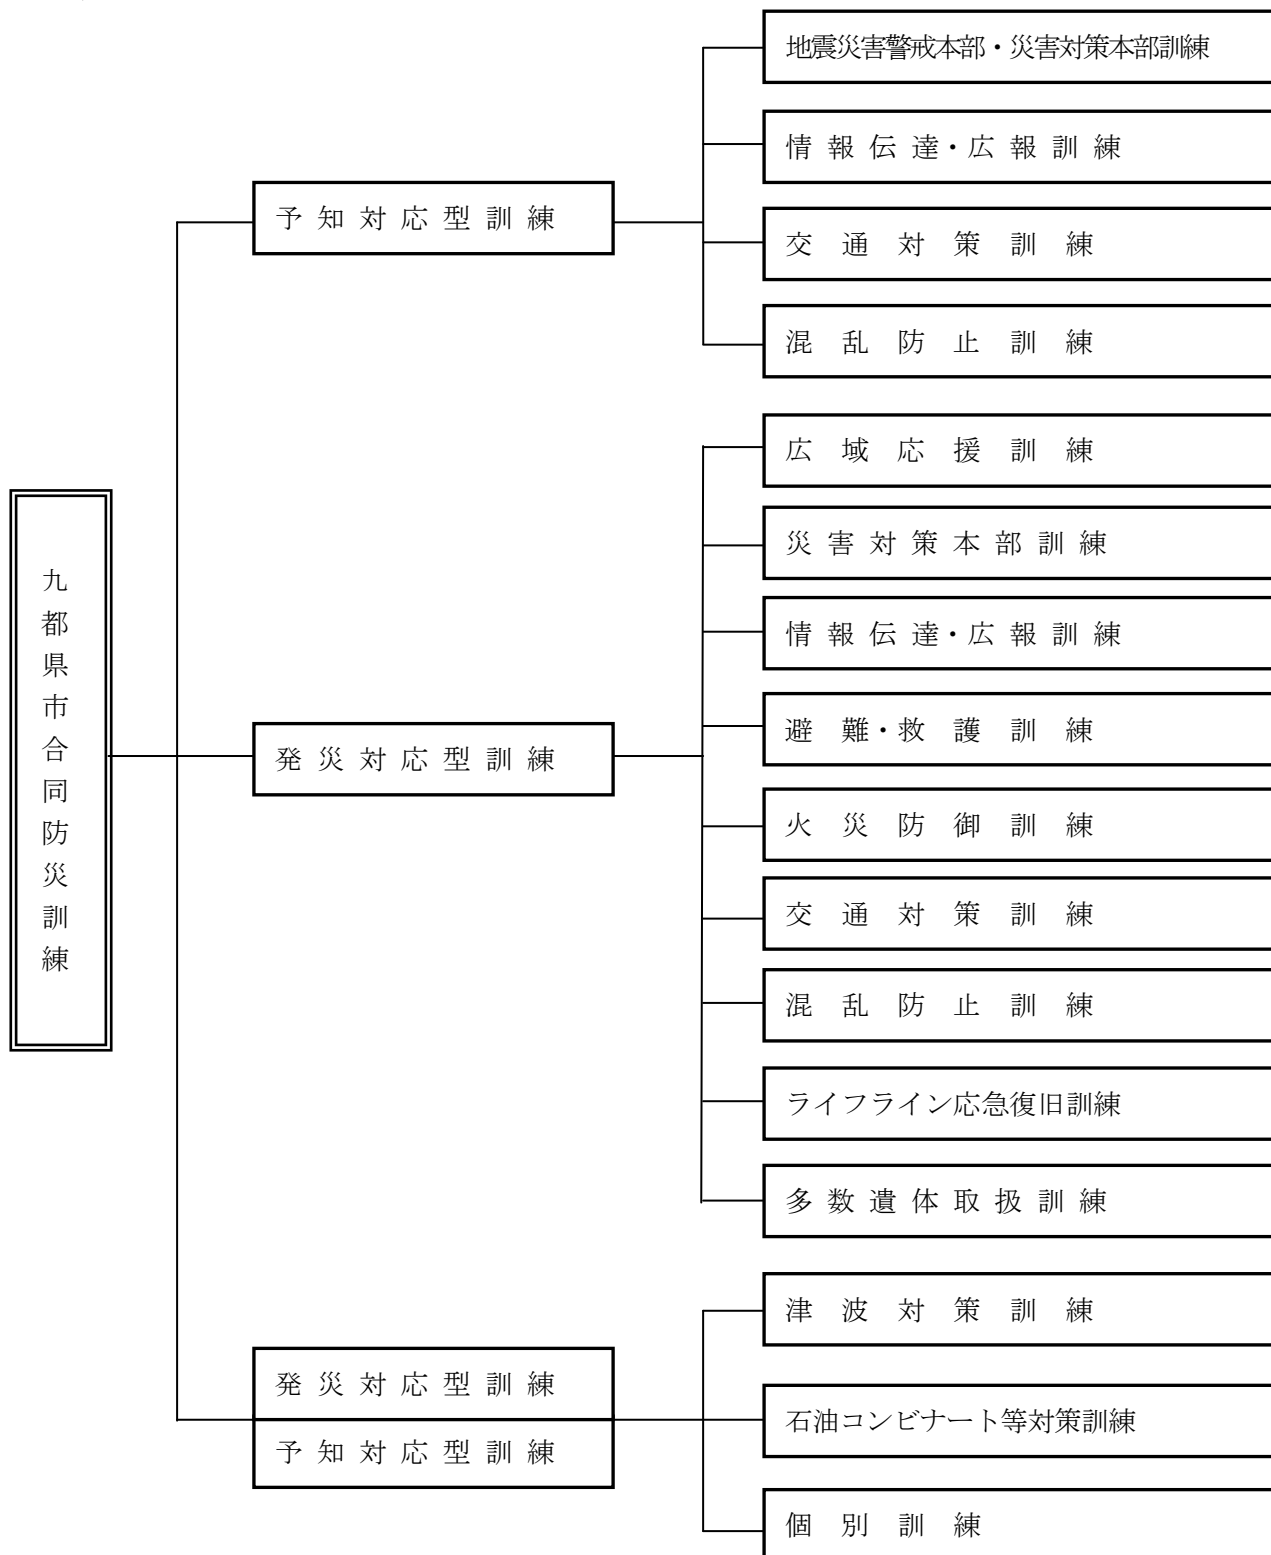 九都県市合同防災訓練
予知対応型訓練
地震災害警戒本部・災害対策本部訓練
情報伝達・広報訓練
交通対策訓練
混乱防止訓練
発災対応型訓練
広域応援訓練
災害対策本部訓練
情報伝達・広報訓練
避難・救護訓練
火災防御訓練
交通対策訓練
混乱防止訓練
ライフライン応急復旧訓練
多数遺体取扱訓練
発災対応型訓練
予知対応型訓練
津波対策訓練
石油コンビナート等対策訓練
個別訓練